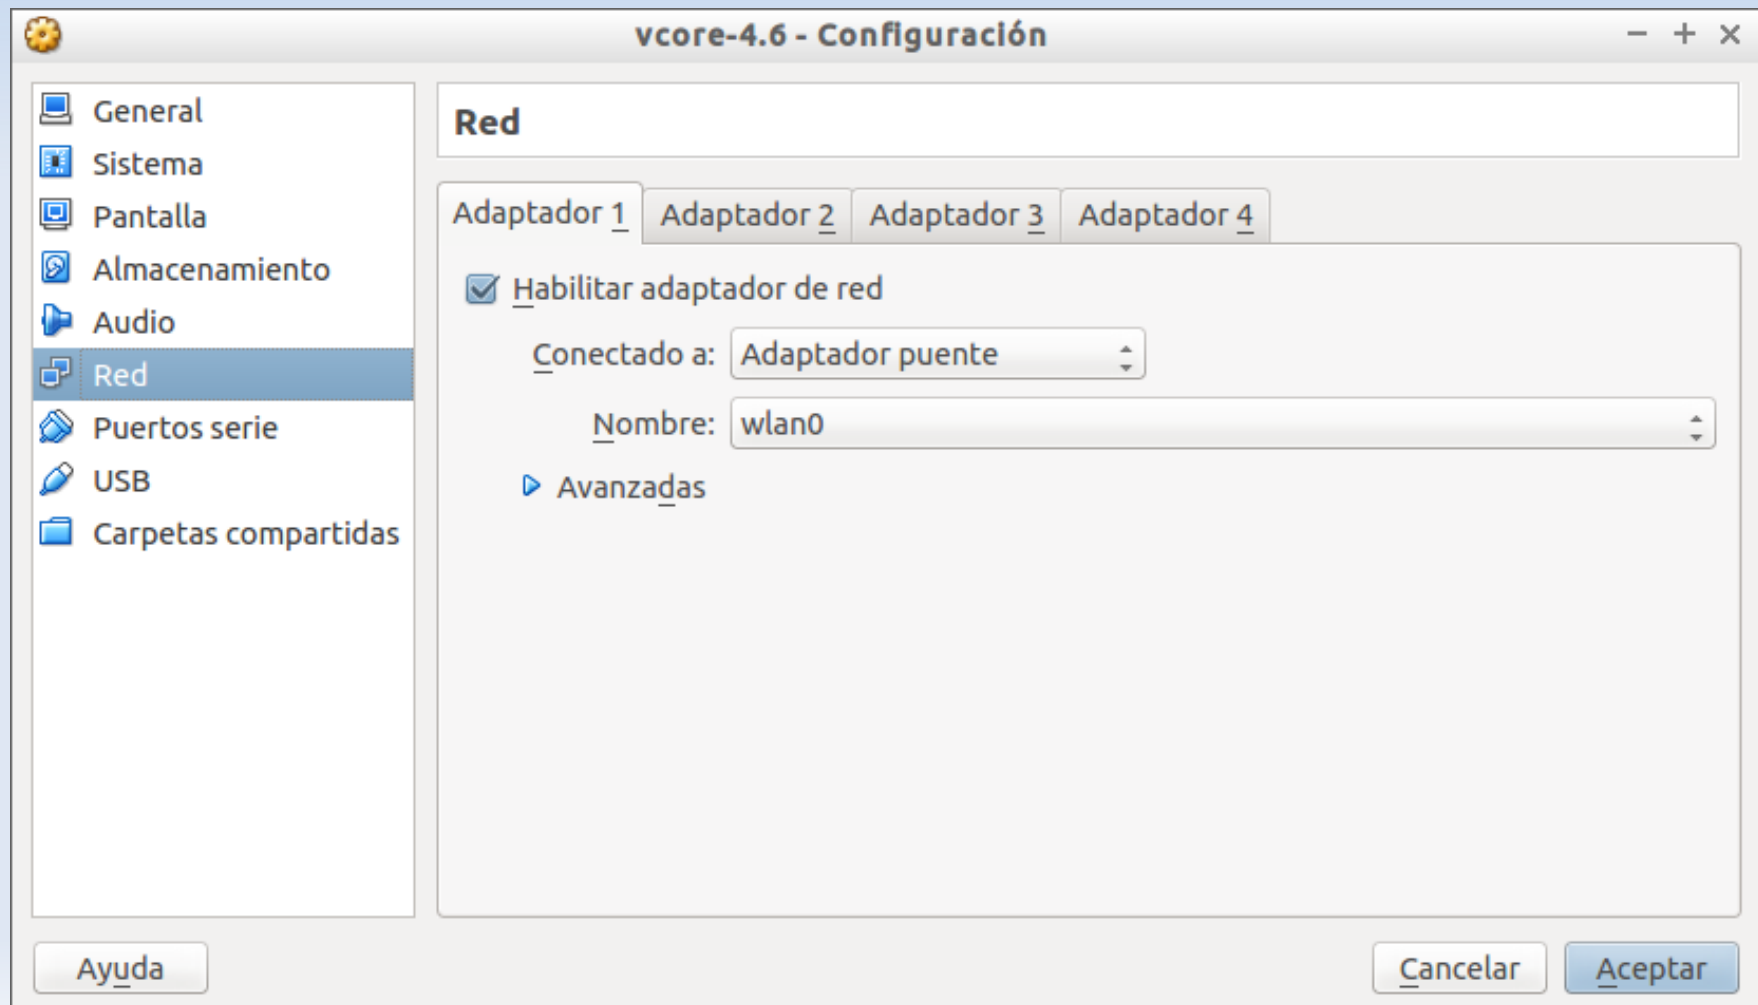 vcore-4.6 - Configuración
General
Sistema
Pantalla
Almacenamiento
Audio
Red
Puertos serie
USB
Carpetas compartidas
Red
Adaptador 1 Adaptador 2 Adaptador 3 Adaptador 4
Habilitar adaptador de red
Conectado a: Adaptador puente
Nombre: wlan0
Avanzadas
Ayuda Cancelar Aceptar